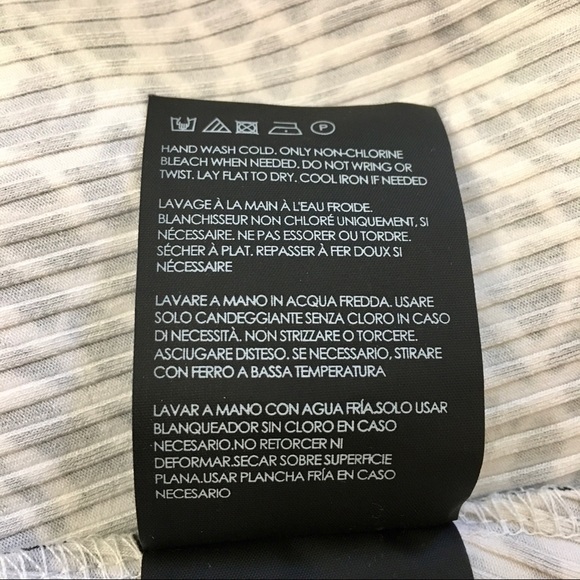 P
HAND WASH COLD. ONLY NON-CHLORINE
BLEACH WHEN NEEDED. DO NOT WRING OR
TWIST. LAY FLAT TO DRY. COOL IRON IF NEEDED
LAVAGE À LA MAIN À L'EAU FROIDE.
BLANCHISSEUR NON CHLORÉ UNIQUEMENT, SI
NÉCESSAIRE. NE PAS ESSORER OU TORDRE.
SÉCHER À PLAT. REPASSER À FER DOUX SI
NÉCESSAIRE
LAVARE A MANO IN ACQUA FREDDA. USARE
SOLO CANDEGGIANTE SENZA CLORO IN CASO
DI NECESSITÀ. NON STRIZZARE O TORCERE.
ASCIUGARE DISTESO. SE NECESSARIO, STIRARE
CON FERRO A BASSA TEMPERATURA
LAVAR A MANO CON AGUA FRÍA.SOLO USAR
BLANQUEADOR SIN CLORO EN CASO
NECESARIO.NO RETORCER NI
DEFORMAR.SECAR SOBRE SUPERFICIE
PLANA.USAR PLANCHA FRÍA EN CASO
NECESARIO